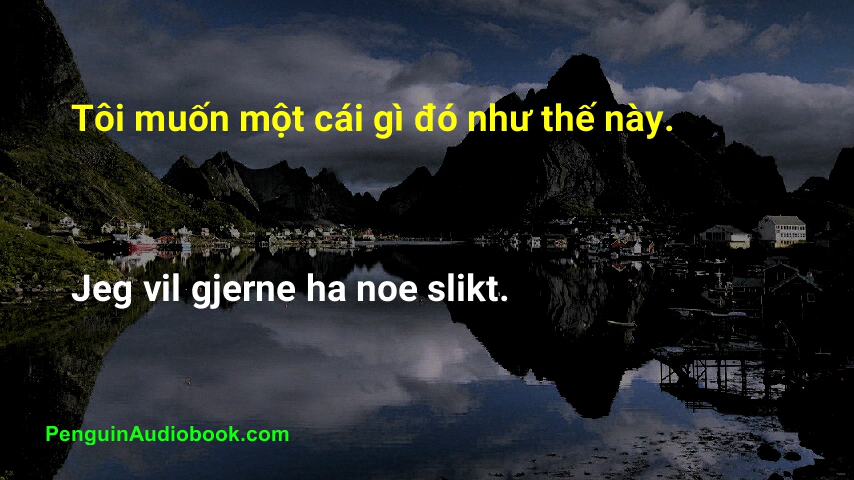 Tôi muốn một cái gì đó như thế này.
Jeg vil gjerne ha noe slikt.
PenguinAudiobook.com